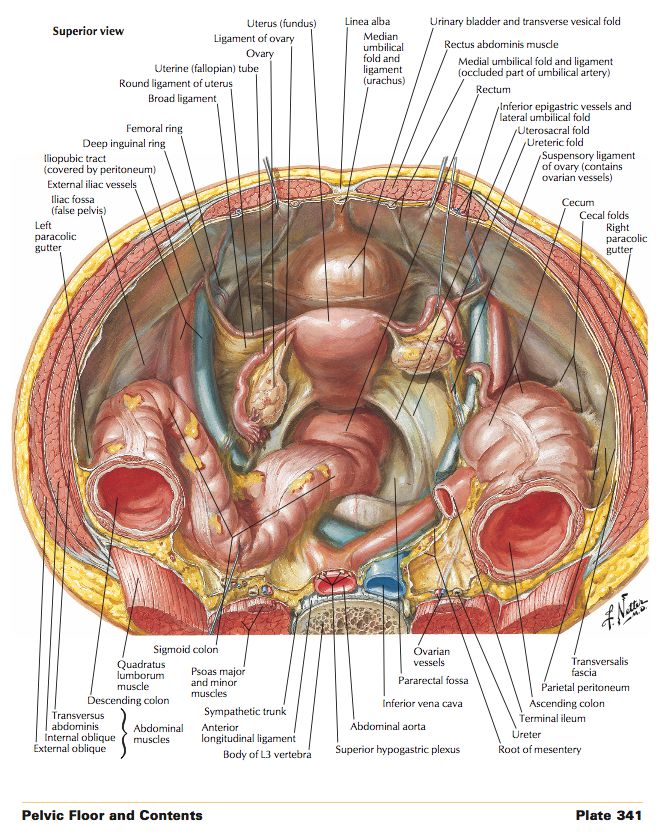 Superior view
Uterus (fundus)
Ligament of ovary
Ovary
Uterine (fallopian) tube
Round ligament of uterus
Broad ligament
Femoral ring
Deep inguinal ring
Iliopubic tract
(covered by peritoneum)
External iliac vessels
Iliac fossa
(false pelvis)
Left
paracolic
gutter
Linea alba
Median
umbilical
fold and
ligament
(urachus)
Urinary bladder and transverse vesical fold
Rectus abdominis muscle
Medial umbilical fold and ligament
(occluded part of umbilical artery)
Rectum
Inferior epigastric vessels and
lateral umbilical fold
Uterosacral fold
Ureteric fold
Suspensory ligament
of ovary (contains
ovarian vessels)
Cecum
Cecal folds
Right
paracolic
gutter
F. Netter
M.D.
Sigmoid colon
Quadratus
lumborum
muscle
Psoas major
and minor
muscles
Descending colon
Transversus
abdominis
Internal oblique
External oblique
Abdominal
muscles
Sympathetic trunk
Anterior
longitudinal ligament
Body of L3 vertebra
Ovarian
vessels
Pararectal fossa
Inferior vena cava
Abdominal aorta
Superior hypogastric plexus
Transversalis
fascia
Parietal peritoneum
Ascending colon
Terminal ileum
Ureter
Root of mesentery
Pelvic Floor and Contents
Plate 341